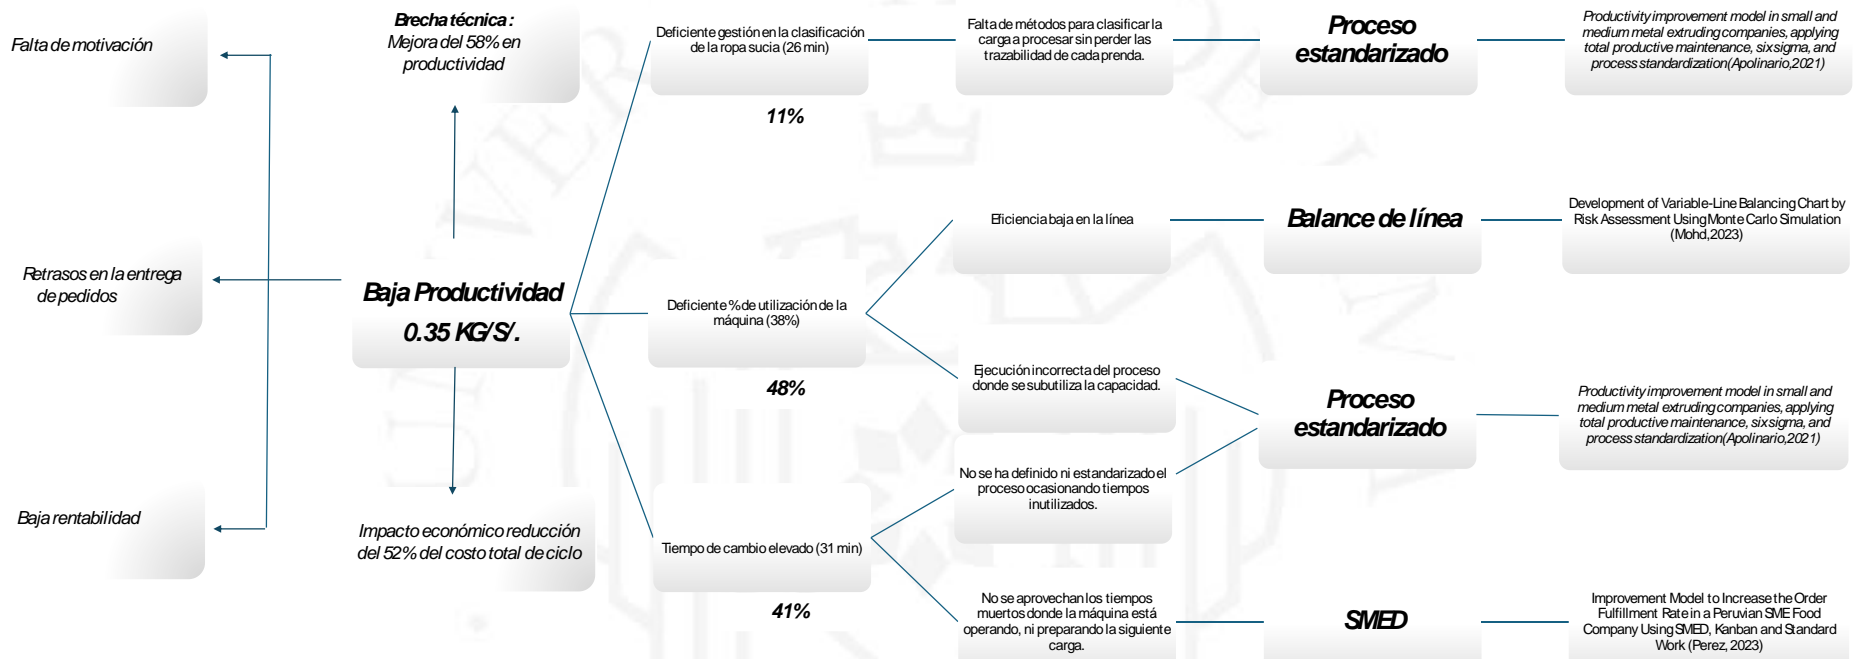 Falta de motivación
Retrasos en la entrega
de pedidos
Baja rentabilidad
Brecha técnica :
Mejora del 58% en
productividad
Baja Productividad
0.35 KG/S/.
Impacto económico reducción
del 52% del costo total de ciclo
Deficiente gestión en la clasificación
de la ropa sucia (26 min)
11%
Deficiente % de utilización de la
máquina (38%)
48%
Tiempo de cambio elevado (31 min)
41%
Falta de métodos para clasificar la
carga a procesar sin perder las
trazabilidad de cada prenda.
Eficiencia baja en la línea
Ejecución incorrecta del proceso
donde se subutiliza la capacidad.
No se ha definido ni estandarizado el
proceso ocasionando tiempos
inutilizados.
No se aprovechan los tiempos
muertos donde la máquina está
operando, ni preparando la siguiente
carga.
Proceso
estandarizado
Balance de línea
Proceso
estandarizado
SMED
Productivity improvement model in small and
medium metal extruding companies, applying
total productive maintenance, six sigma, and
process standardization(Apolinario,2021)
Development of Variable-Line Balancing Chart by
Risk Assessment Using Monte Carlo Simulation
(Mohd,2023)
Productivity improvement model in small and
medium metal extruding companies, applying
total productive maintenance, six sigma, and
process standardization(Apolinario,2021)
Improvement Model to Increase the Order
Fulfillment Rate in a Peruvian SME Food
Company Using SMED, Kanban and Standard
Work (Perez, 2023)